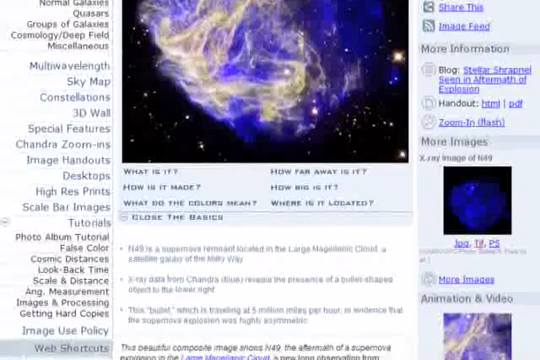 Normal Galaxies
Quasars
Groups of Galaxies
Cosmology/Deep Field
Miscellaneous
Multiwavelength
Sky Map
Constellations
3D Wall
Special Features
Chandra Zoom-ins
Image Handouts
Desktops
High Res Prints
Scale Bar Images
Tutorials
Photo Album Tutorial
False Color
Cosmic Distances
Look-Back Time
Scale & Distance
Ang. Measurement
Images & Processing
Getting Hard Copies
Image Use Policy
Web Shortcuts
WHAT IS IT?
HOW FAR AWAY IS IT?
HOW IS IT MADE?
HOW BIG IS IT?
WHAT DO THE COLORS MEAN?
WHERE IS IT LOCATED?
CLOSE THE BASICS
N49 is a supernova remnant located in the Large Magellanic Cloud, a
satellite galaxy of the Milky Way
X-ray data from Chandra (blue) reveals the presence of a bullet-shaped
object to the lower right
This "bullet," which is traveling at 5 million miles per hour, is evidence that
the supernova explosion was highly asymmetric
This beautiful composite image shows N49, the aftermath of a supernova
explosion in the Large Magellanic Cloud. A new long observation from
Share This
Image Feed
More Information
Blog: Stellar Shrapnel
Seen in Aftermath of
Explosion
Handout: html | pdf
Zoom-In (flash)
More Images
X-ray Image of N49
Jpg, Tif, PS
More Images
Animation & Video